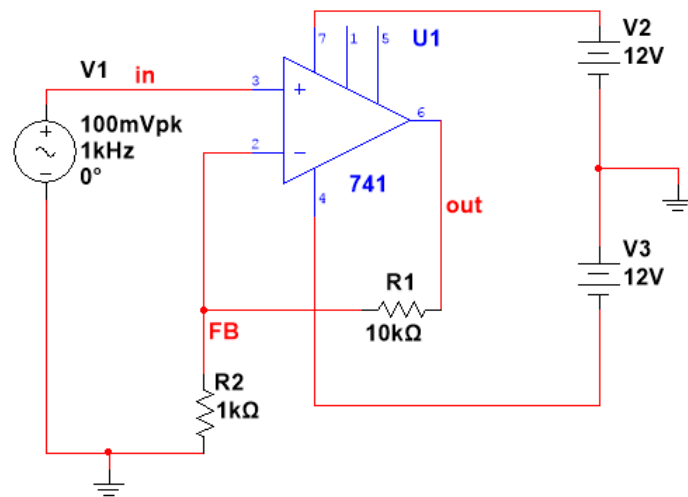 7
1
5
U1
V2
12V
V1
in
3
+
+
100mVpk
6
1kHz
2
−
−
0°
741
4
out
V3
12V
R1
10kΩ
FB
R2
1kΩ